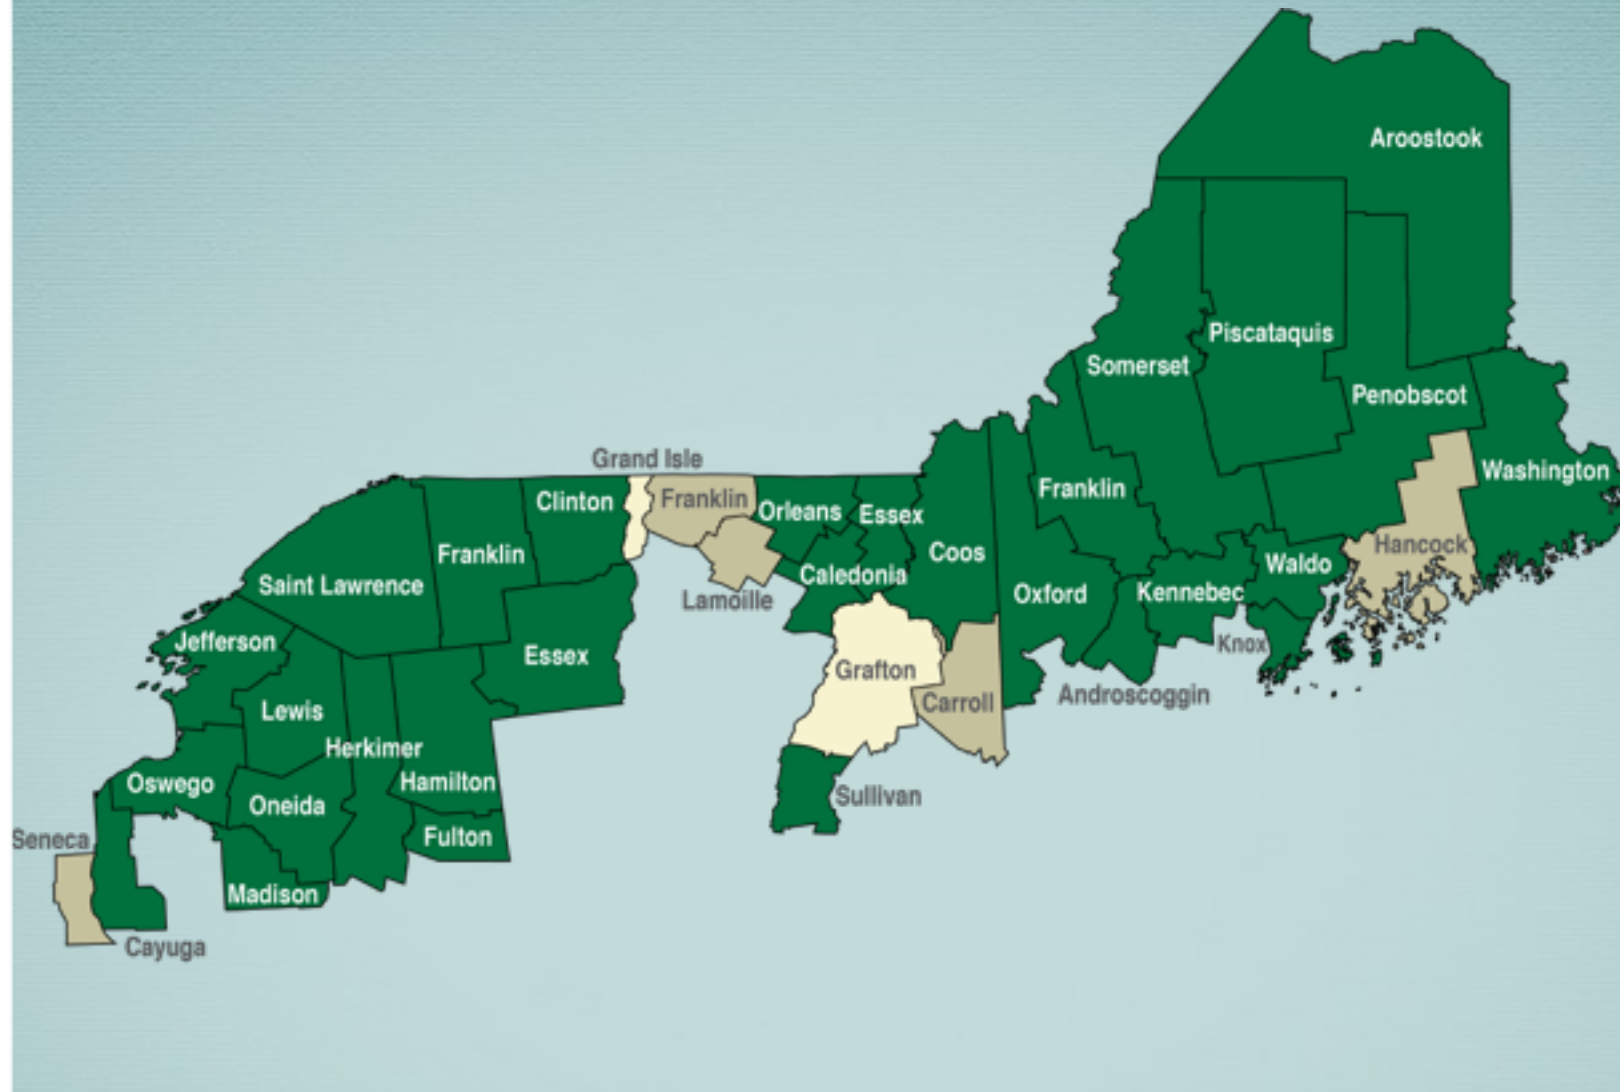 Aroostook
Piscataquis
Somerset
Penobscot
Grand Isle
Washington
Franklin
Clinton
Franklin
Orleans
Essex
Franklin
Coos
Hancock
Saint Lawrence
Caledonia
Waldo
Lamoille
Oxford
Kennebec
Jefferson
Essex
Knox
Grafton
Androscoggin
Carroll
Lewis
Herkimer
Oswego
Hamilton
Oneida
Sullivan
Seneca
Fulton
Madison
Cayuga